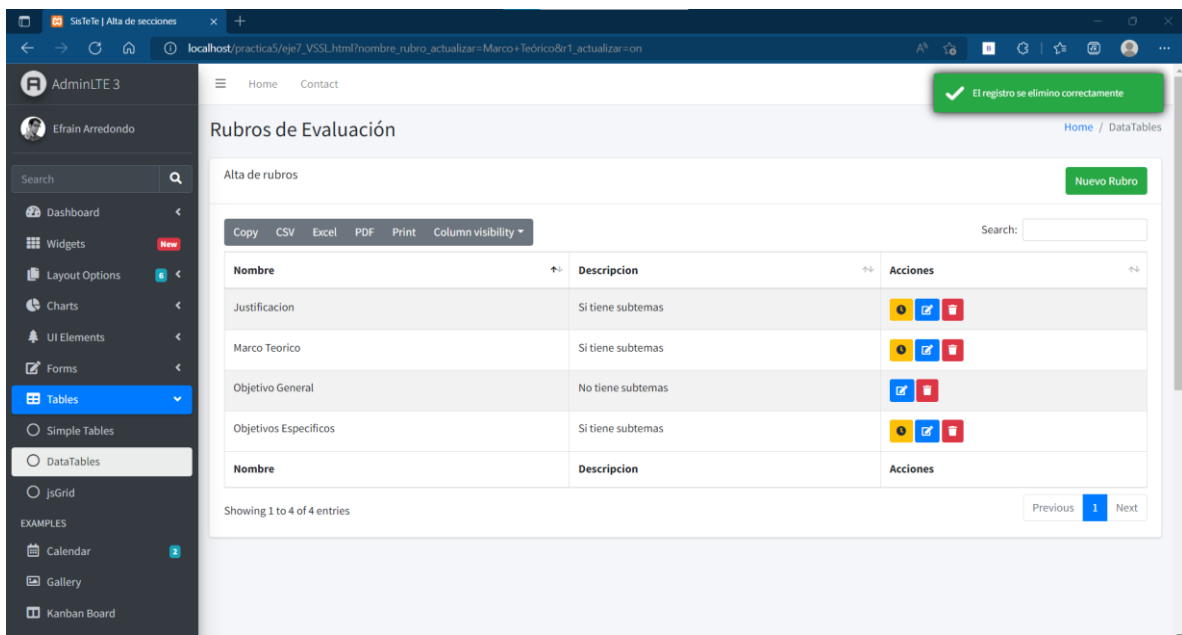 SisTeTe | Alta de secciones
localhost/practica5/eje7_VSSL.html?nombre_rubro_actualizar=Marco+Teórico&r1_actualizar=on
AdminLTE 3
Home Contact
El registro se elimino correctamente
Efrain Arredondo
Rubros de Evaluación
Home / DataTables
Search
Alta de rubros
Nuevo Rubro
Dashboard
Widgets New
Layout Options 6
Charts
UI Elements
Forms
Tables
Simple Tables
DataTables
jsGrid
EXAMPLES
Calendar 2
Gallery
Kanban Board
Copy CSV Excel PDF Print Column visibility
Search:
Nombre Descripcion Acciones
Justificacion Si tiene subtemas
Marco Teorico Si tiene subtemas
Objetivo General No tiene subtemas
Objetivos Especificos Si tiene subtemas
Nombre Descripcion Acciones
Showing 1 to 4 of 4 entries
Previous 1 Next